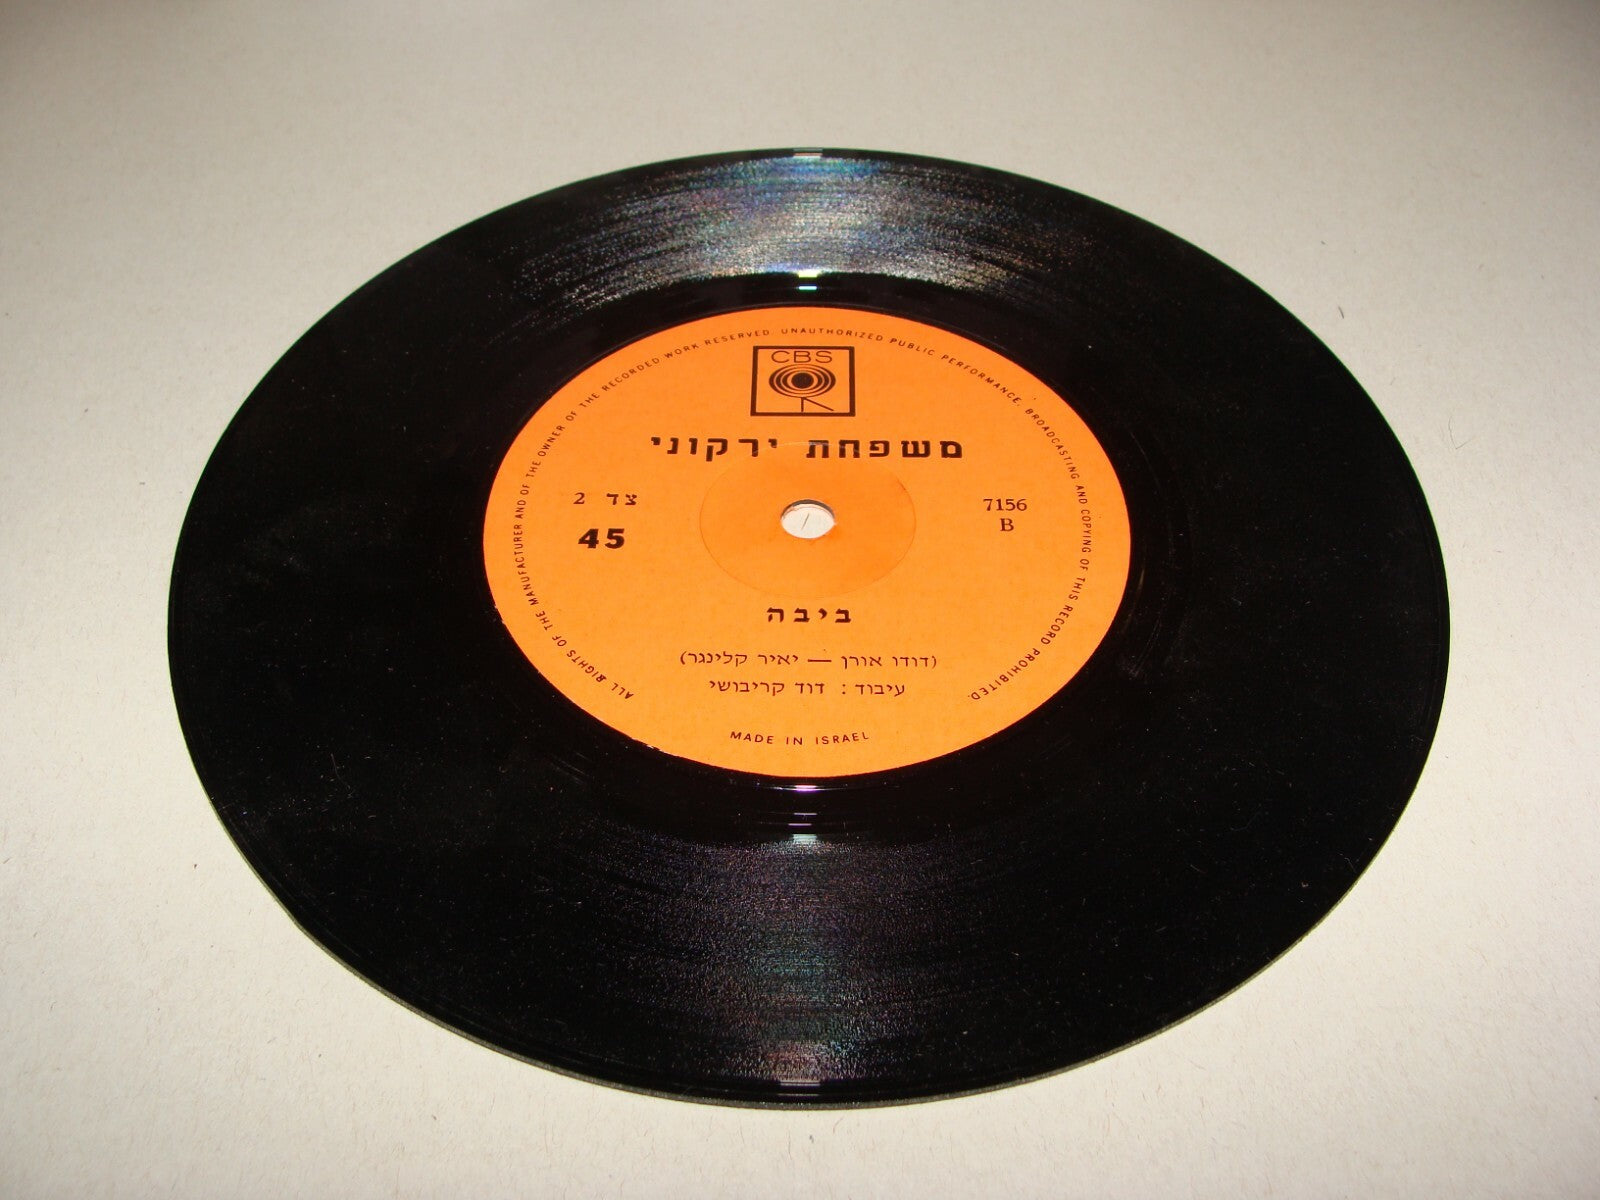 ALL RIGHTS OF THE MANUFACTURER AND OF THE OWNER OF THE RECORDED WORK RESERVED. UNAUTHORIZED PUBLIC PERFORMANCE, BROADCASTING AND COPYING OF THIS RECORD PROHIBITED.
CBS
משפחת ירקוני
צד 2
45
7156
B
ביבה
(דודו אורן — יאיר קלינגר)
עיבוד : דוד קריבושי
MADE IN ISRAEL